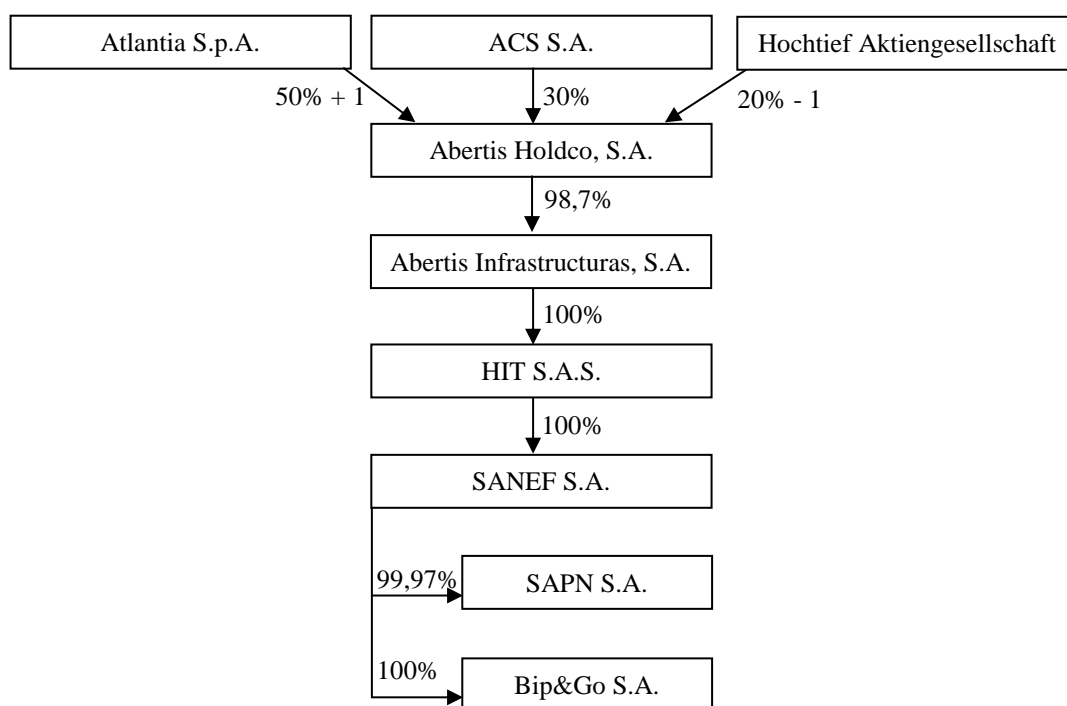 Atlantia S.p.A.
ACS S.A.
Hochtief Aktiengesellschaft
50% + 1
30%
20% - 1
Abertis Holdco, S.A.
98,7%
Abertis Infrastructuras, S.A.
100%
HIT S.A.S.
100%
SANEF S.A.
99,97%
SAPN S.A.
100%
Bip&Go S.A.